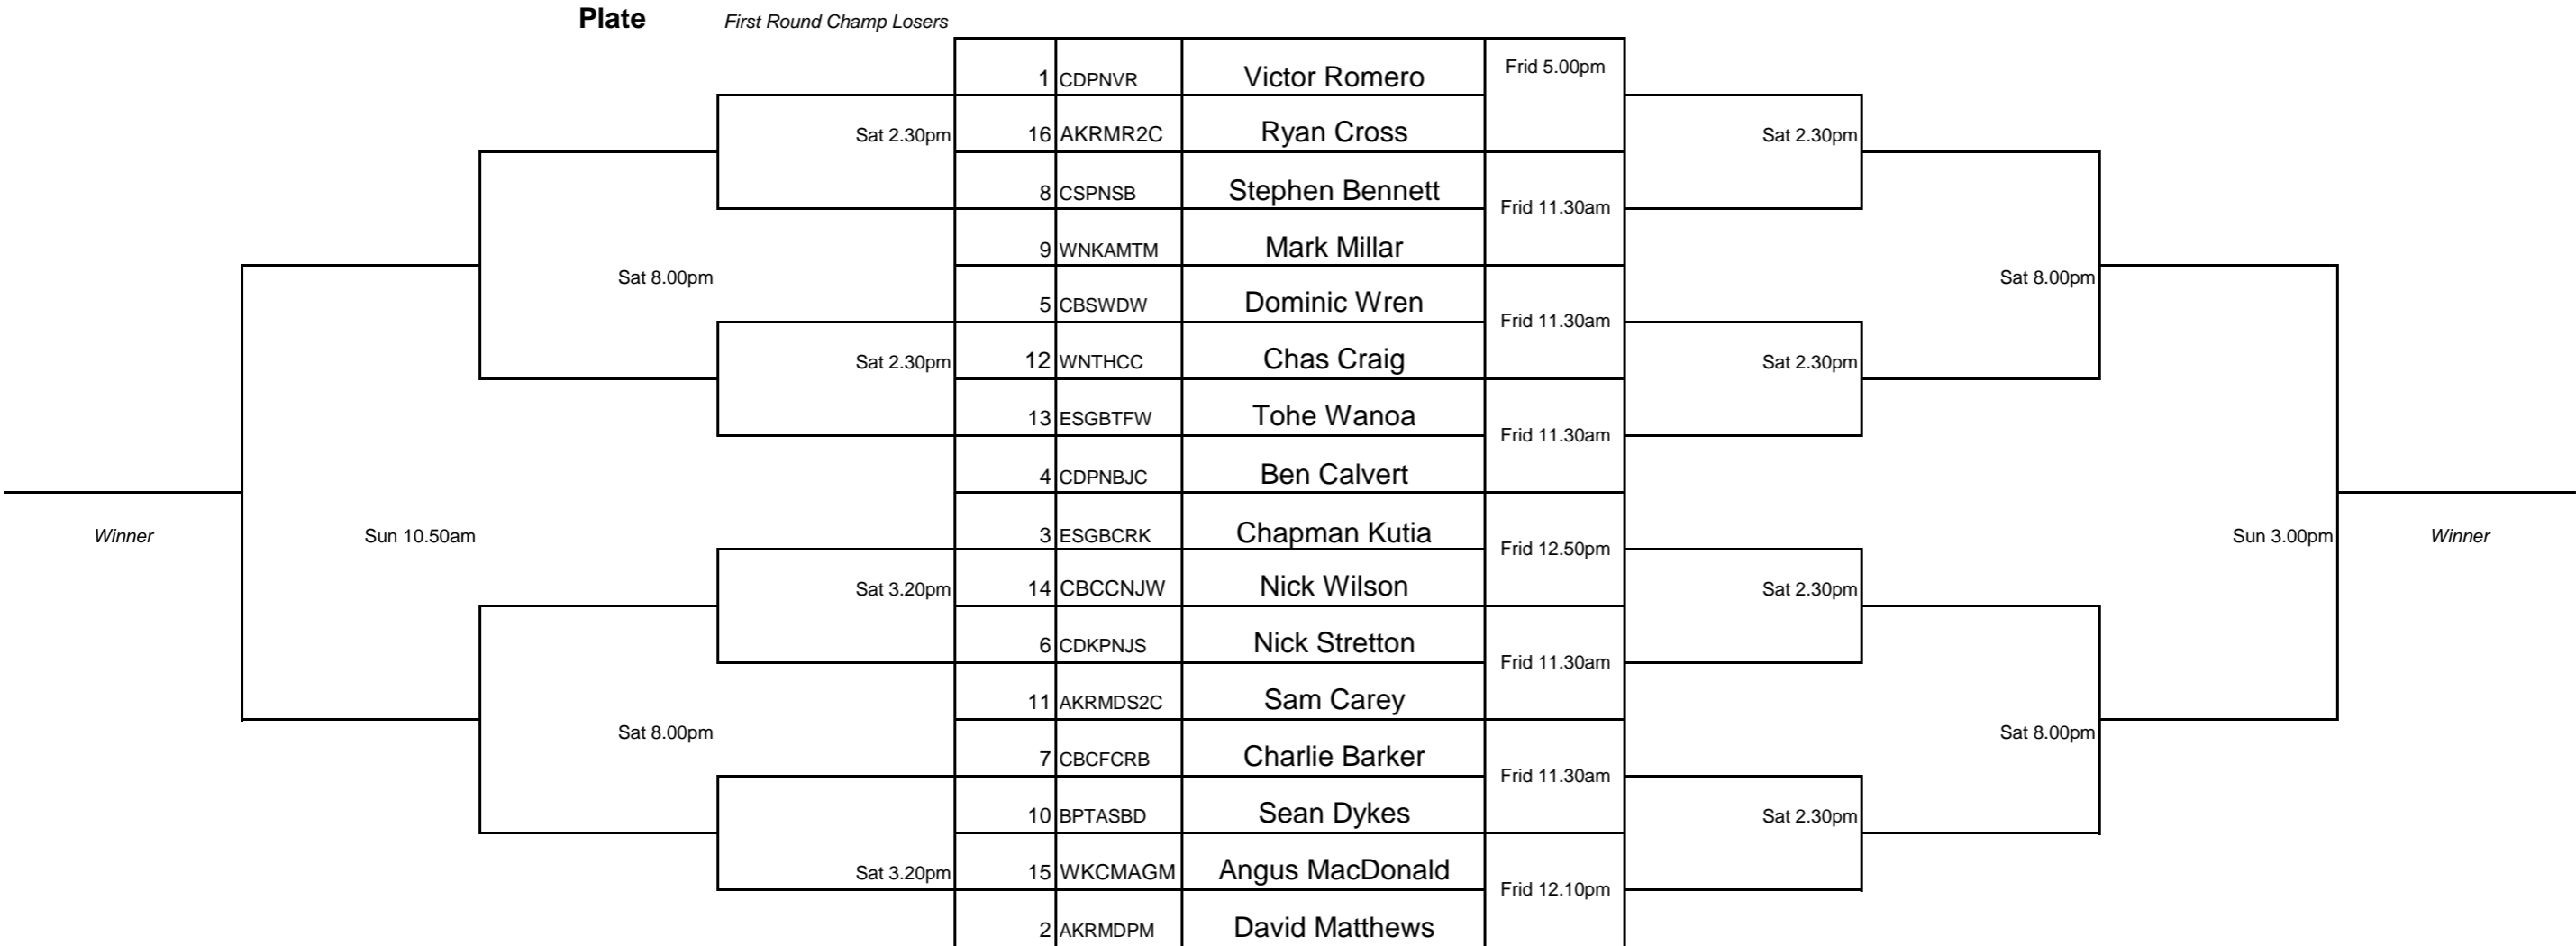 Plate First Round Champ Losers
1 CDPNVR Victor Romero Frid 5.00pm
Sat 2.30pm 16 AKRMR2C Ryan Cross Sat 2.30pm
8 CSPNSB Stephen Bennett Frid 11.30am
9 WNKAMTM Mark Millar
Sat 8.00pm Sat 8.00pm
5 CBSWDW Dominic Wren Frid 11.30am
Sat 2.30pm 12 WNTHCC Chas Craig Sat 2.30pm
13 ESGBTFW Tohe Wanoa Frid 11.30am
4 CDPNBJC Ben Calvert
Winner Sun 10.50am 3 ESGBCRK Chapman Kutia Frid 12.50pm Sun 3.00pm Winner
Sat 3.20pm 14 CBCCNJW Nick Wilson Sat 2.30pm
6 CDKPNJS Nick Stretton Frid 11.30am
11 AKRMDS2C Sam Carey
Sat 8.00pm Sat 8.00pm
7 CBCFCRB Charlie Barker Frid 11.30am
10 BPTASBD Sean Dykes Sat 2.30pm
Sat 3.20pm 15 WKCMAGM Angus MacDonald Frid 12.10pm
2 AKRMDPM David Matthews